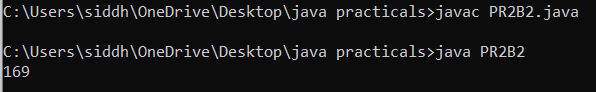 C:\Users\siddh\OneDrive\Desktop\java practicals>javac PR2B2.java
C:\Users\siddh\OneDrive\Desktop\java practicals>java PR2B2
169